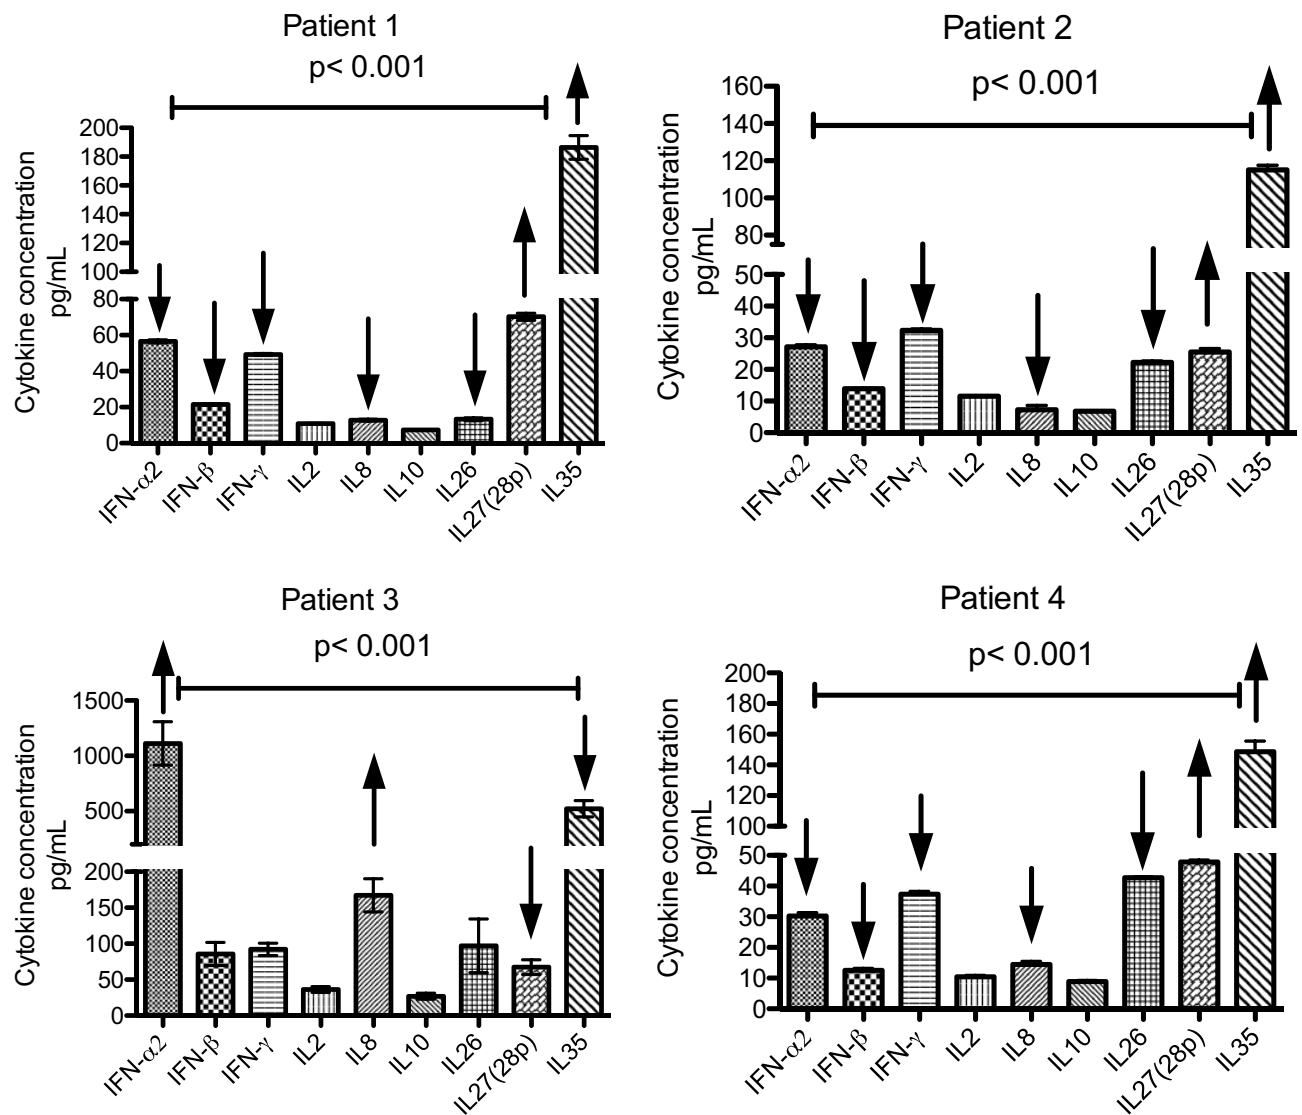 Patient 1
p< 0.001
Cytokine concentration
pg/mL
200
180
160
140
120
100
80
60
40
20
0
IFN-α2
IFN-β
IFN-γ
IL2
IL8
IL10
IL26
IL27(28p)
IL35
Patient 2
p< 0.001
Cytokine concentration
pg/mL
160
140
120
100
80
50
40
30
20
10
0
IFN-α2
IFN-β
IFN-γ
IL2
IL8
IL10
IL26
IL27(28p)
IL35
Patient 3
p< 0.001
Cytokine concentration
pg/mL
1500
1000
500
200
150
100
50
0
IFN-α2
IFN-β
IFN-γ
IL2
IL8
IL10
IL26
IL27(28p)
IL35
Patient 4
p< 0.001
Cytokine concentration
pg/mL
200
180
160
140
120
100
50
40
30
20
10
0
IFN-α2
IFN-β
IFN-γ
IL2
IL8
IL10
IL26
IL27(28p)
IL35